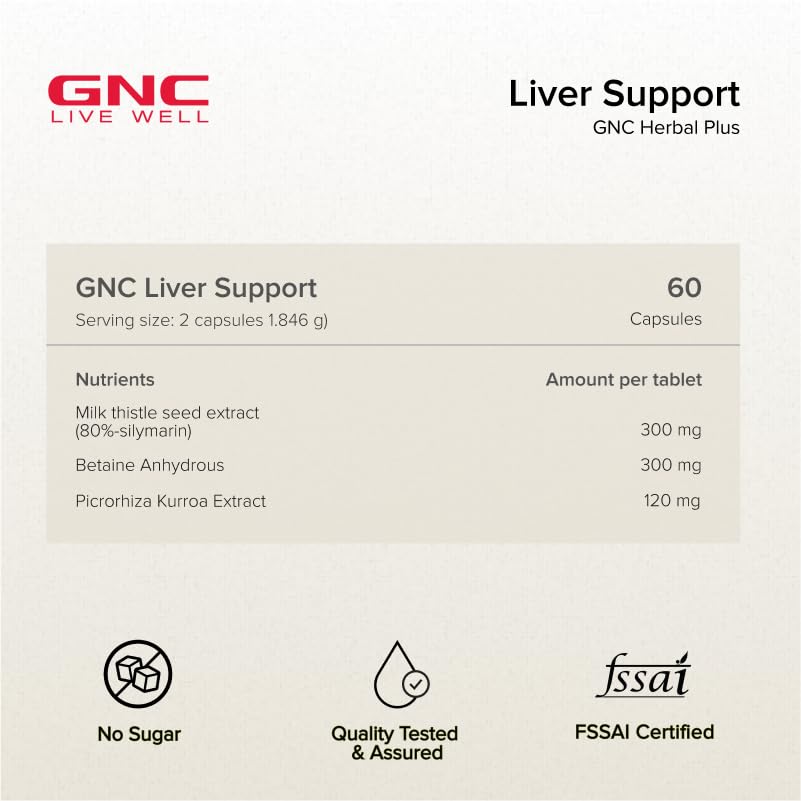 GNC
LIVE WELL
Liver Support
GNC Herbal Plus
GNC Liver Support
60
Serving size: 2 capsules 1.846 g)
Capsules
Nutrients
Amount per tablet
Milk thistle seed extract
(80%-silymarin)
300 mg
Betaine Anhydrous
300 mg
Picrorhiza Kurroa Extract
120 mg
No Sugar
Quality Tested
& Assured
fssai
FSSAI Certified